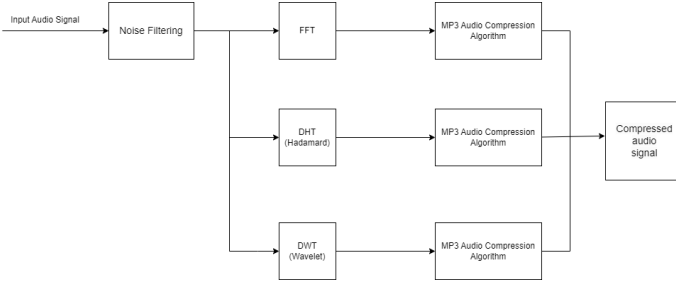 Input Audio Signal
Noise Filtering
FFT
MP3 Audio Compression
Algorithm
DHT
(Hadamard)
MP3 Audio Compression
Algorithm
Compressed
audio
signal
DWT
(Wavelet)
MP3 Audio Compression
Algorithm